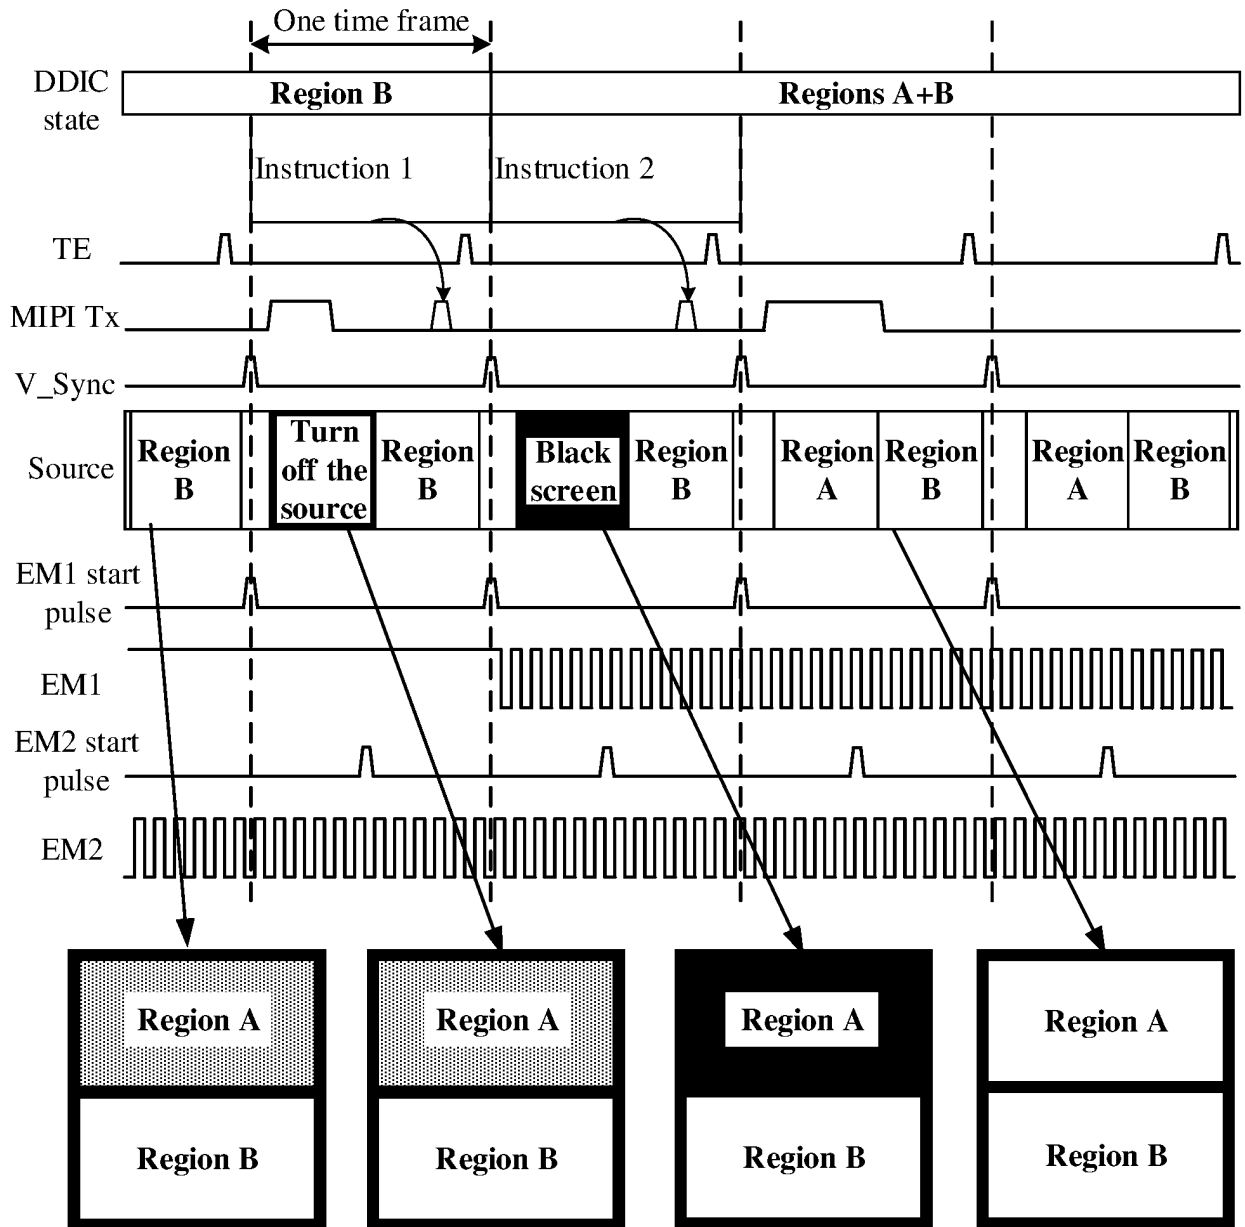 One time frame
DDIC
state
Region B
Regions A+B
Instruction 1
Instruction 2
TE
MIPI Tx
V_Sync
Source
Region
B
Turn
off the
source
Region
B
Black
screen
Region
B
Region
A
Region
B
Region
A
Region
B
EM1 start
pulse
EM1
EM2 start
pulse
EM2
Region A
Region B
Region A
Region B
Region A
Region B
Region A
Region B